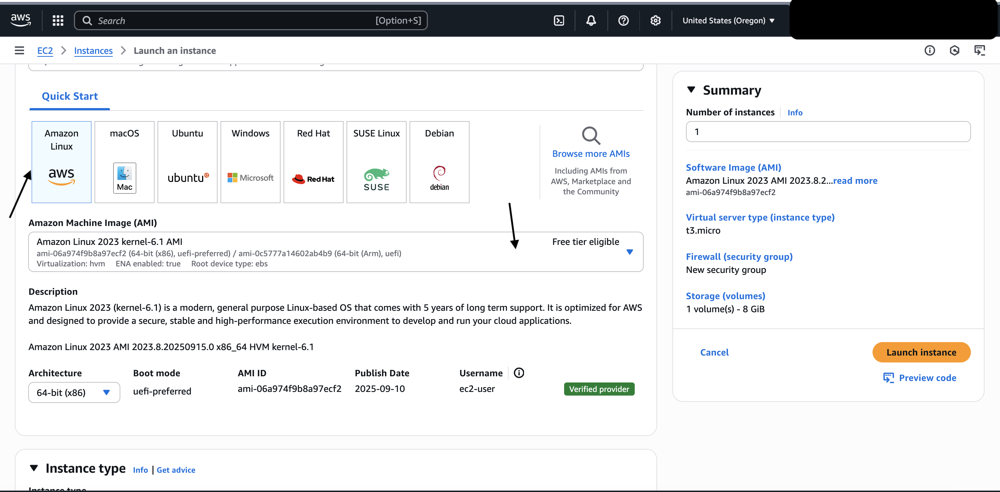 aws
Search [Option+S]
United States (Oregon)
EC2 > Instances > Launch an instance
Quick Start
Amazon Linux
aws
macOS
Mac
Ubuntu
ubuntu
Windows
Microsoft
Red Hat
Red Hat
SUSE Linux
SUSE
Debian
debian
Browse more AMIs
Including AMIs from
AWS, Marketplace and
the Community
Amazon Machine Image (AMI)
Amazon Linux 2023 kernel-6.1 AMI
Free tier eligible
ami-06a974f9b8a97ecf2 (64-bit (x86), uefi-preferred) / ami-0c5777a14602ab4b9 (64-bit (Arm), uefi)
Virtualization: hvm ENA enabled: true Root device type: ebs
Description
Amazon Linux 2023 (kernel-6.1) is a modern, general purpose Linux-based OS that comes with 5 years of long term support. It is optimized for AWS
and designed to provide a secure, stable and high-performance execution environment to develop and run your cloud applications.
Amazon Linux 2023 AMI 2023.8.20250915.0 x86_64 HVM kernel-6.1
Architecture Boot mode AMI ID Publish Date Username
64-bit (x86) uefi-preferred ami-06a974f9b8a97ecf2 2025-09-10 ec2-user Verified provider
Instance type Info | Get advice
Instance type
Summary
Number of instances Info
1
Software Image (AMI)
Amazon Linux 2023 AMI 2023.8.2...read more
ami-06a974f9b8a97ecf2
Virtual server type (instance type)
t3.micro
Firewall (security group)
New security group
Storage (volumes)
1 volume(s) - 8 GiB
Cancel Launch instance
Preview code